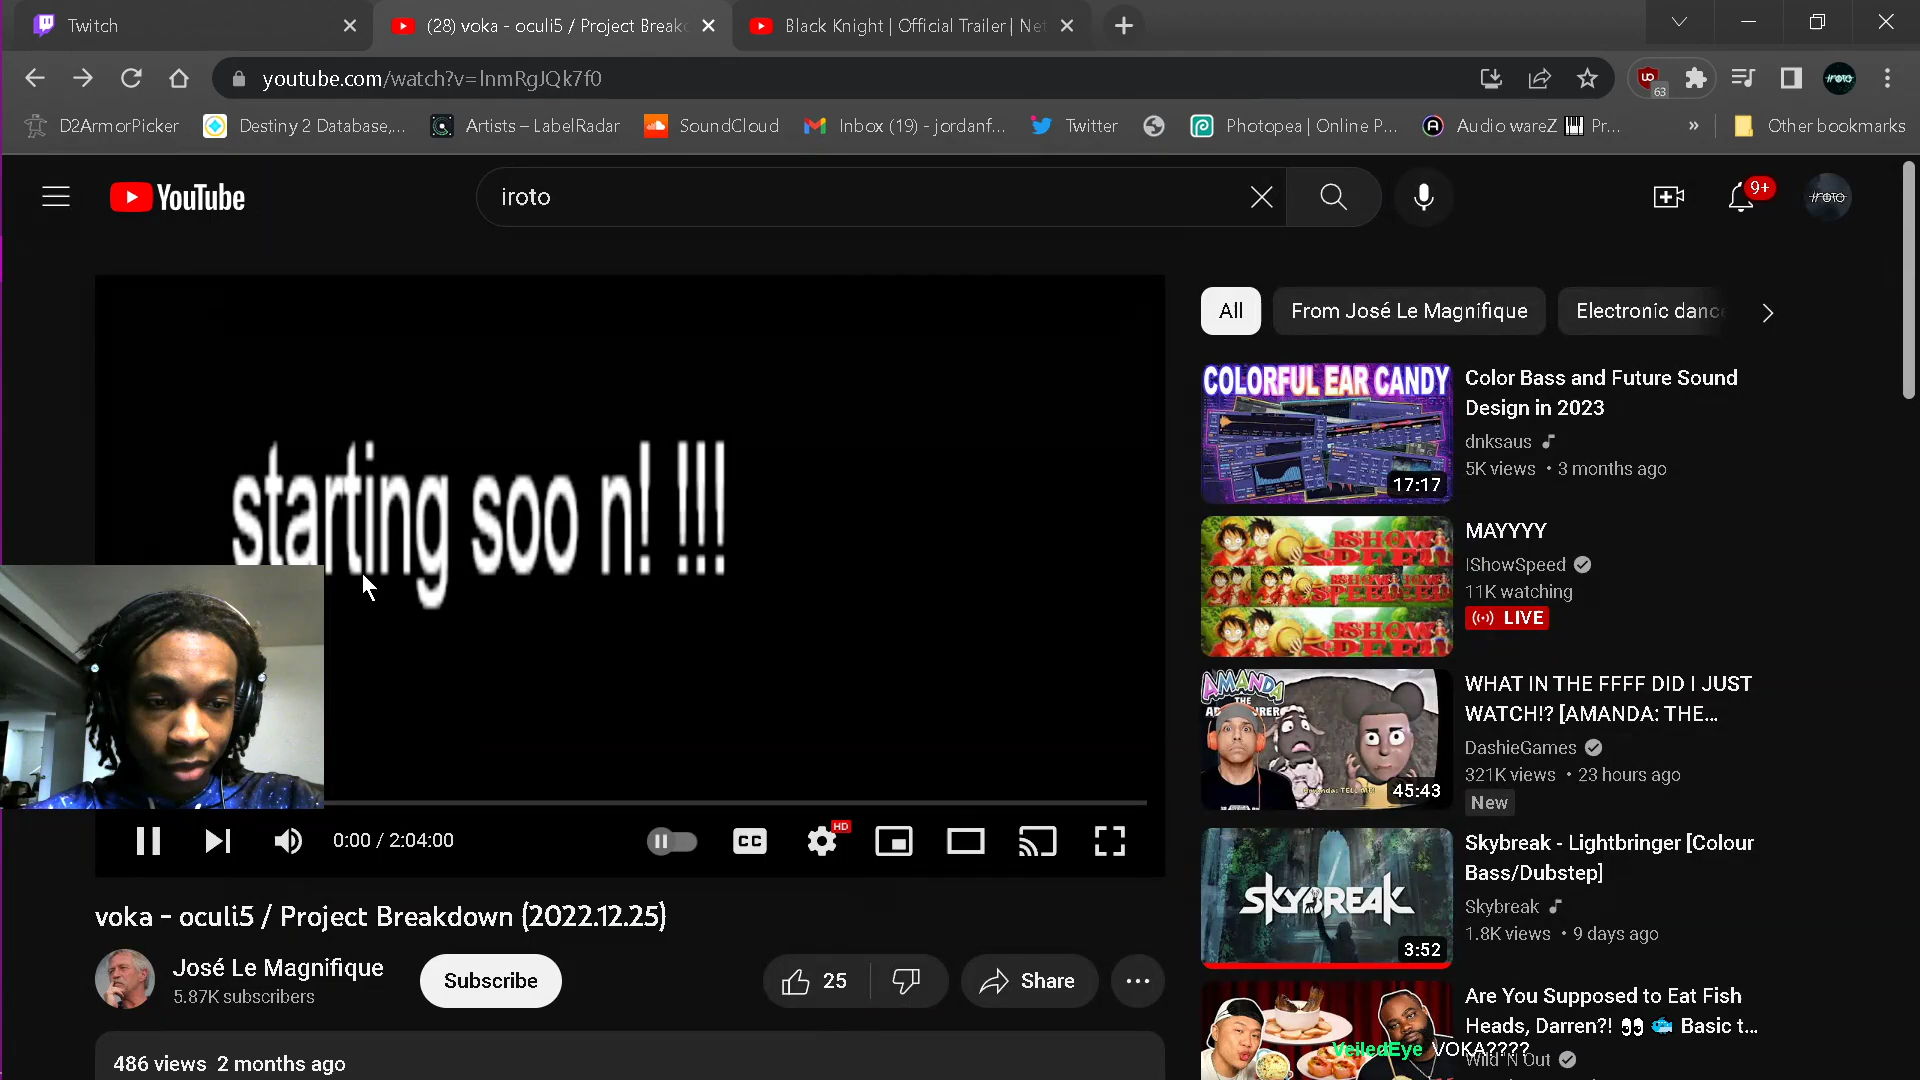 Twitch
(28) voka - oculi5 / Project Break
Black Knight | Official Trailer | Net
youtube.com/watch?v=lnmRgJQk7f0
63
D2ArmorPicker
Destiny 2 Database,...
Artists – LabelRadar
SoundCloud
Inbox (19) - jordanf...
Twitter
Photopea | Online P...
Audio wareZ
Pr...
»
Other bookmarks
YouTube
iroto
9+
starting soo n! !!!
All
From José Le Magnifique
Electronic dance
COLORFUL EAR CANDY
17:17
Color Bass and Future Sound
Design in 2023
dnksaus
5K views • 3 months ago
MAYYYY
IShowSpeed
11K watching
LIVE
AMANDA
THE
45:43
WHAT IN THE FFFF DID I JUST
WATCH!? [AMANDA: THE...
DashieGames
321K views • 23 hours ago
New
SKYBREAK
3:52
Skybreak - Lightbringer [Colour
Bass/Dubstep]
Skybreak
1.8K views • 9 days ago
Are You Supposed to Eat Fish
Heads, Darren?! 👀 🐟 Basic t...
Wild 'N Out
VeiledEye VOKA????
0:00 / 2:04:00
CC
HD
voka - oculi5 / Project Breakdown (2022.12.25)
José Le Magnifique
5.87K subscribers
Subscribe
25
Share
486 views 2 months ago